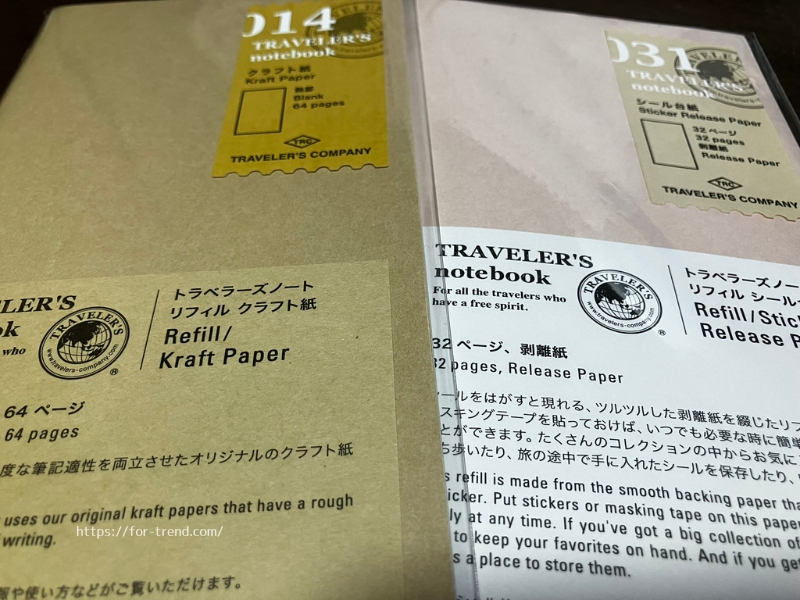 014
TRAVELER'S
notebook
クラフト紙
Kraft Paper
無罫
Blank
64 pages
TRC
TRAVELER'S COMPANY
トラベラーズノート
リフィル クラフト紙
Refill/
Kraft Paper
TRAVELER'S
www.travelers-company.com
who
64 ページ
64 pages
度な筆記適性を両立させたオリジナルのクラフト紙
uses our original kraft papers that have a rough
writing.
https://for-trend.com/
や使い方などがご覧いただけます。
031
TRAVELER'S
notebook
シール台紙
Sticker Release Paper
32 ページ
32 pages
剥離紙
Release Paper
TRC
TRAVELER'S COMPANY
TRAVELER'S
notebook
For all the travelers who
have a free spirit.
TRAVELER'S
www.travelers-company.com
トラベラーズノー
リフィル シール
Refill/Stic
Release P
32 ページ、剥離紙
32 pages, Release Paper
ールをはがすと現れる、ツルツルした剥離紙を綴じたリフ
スキングテープを貼っておけば、いつでも必要な時に簡単
とができます。たくさんのコレクションの中からお気に
ち歩いたり、旅の途中で手に入れたシールを保存したり、
s refill is made from the smooth backing paper tha
icker. Put stickers or masking tape on this paper
ly at any time. If you've got a big collection of
to keep your favorites on hand. And if you get
s a place to store them.